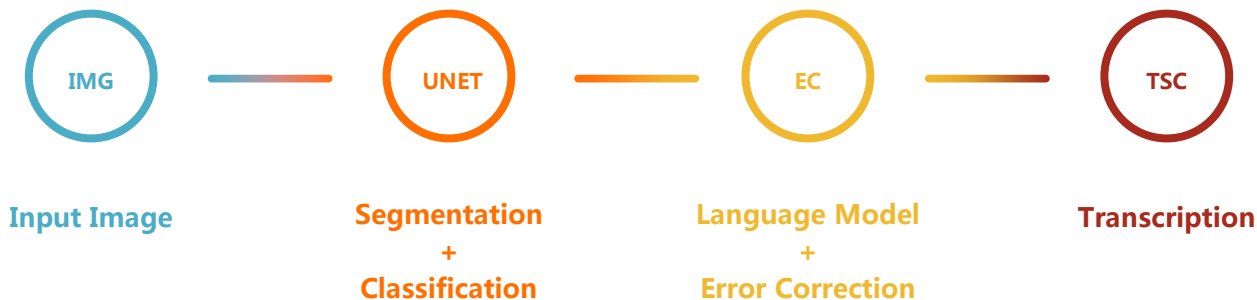 IMG
UNET
EC
TSC
Input Image
Segmentation
+
Classification
Language Model
+
Error Correction
Transcription